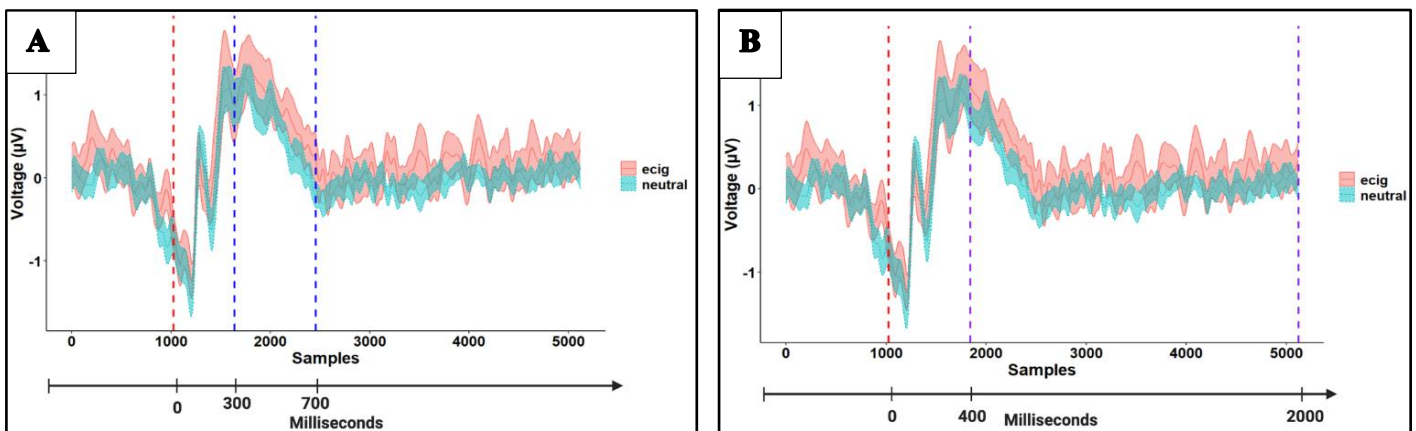 A
Voltage (µV)
1
0
-1
0 1000 2000 3000 4000 5000
Samples
ecig
neutral
0 300 700
Milliseconds
B
Voltage (µV)
1
0
-1
0 1000 2000 3000 4000 5000
Samples
ecig
neutral
0 400 2000
Milliseconds